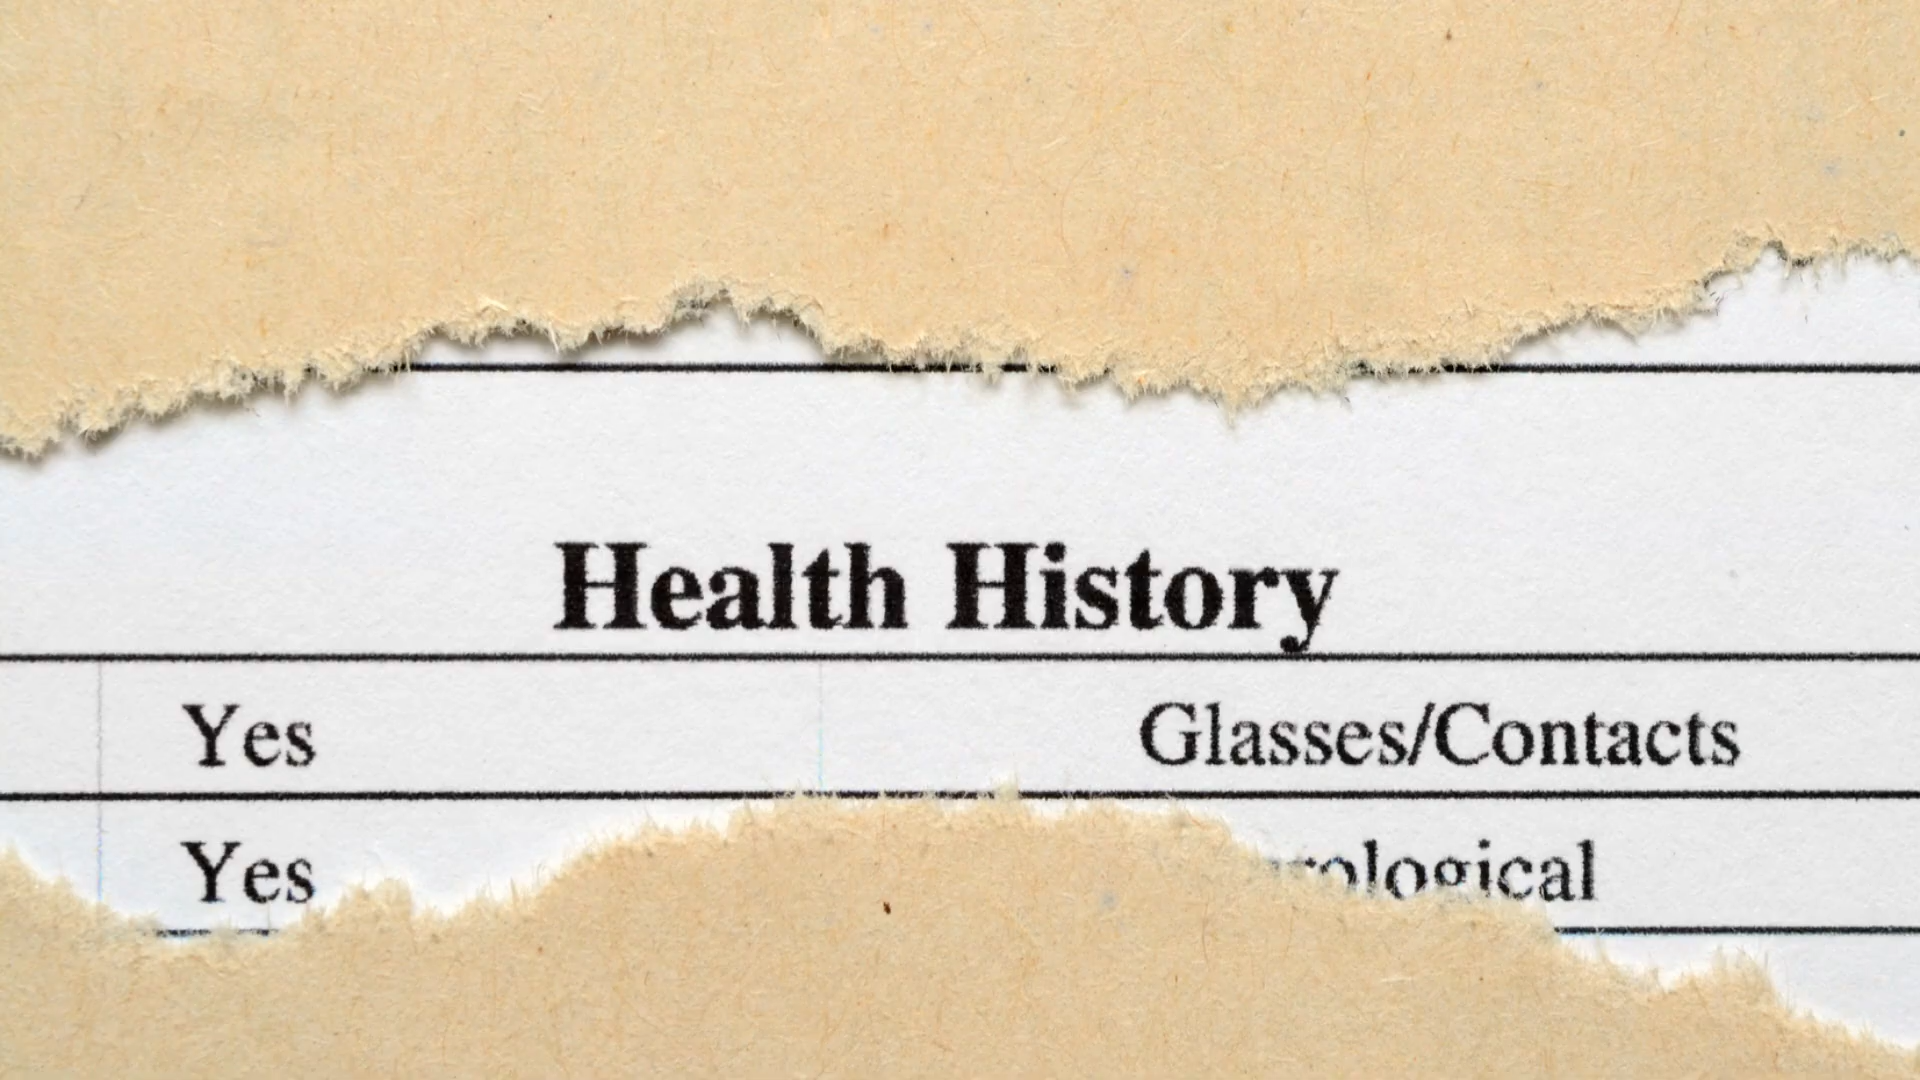 Health History
Yes Glasses/Contacts
Yes